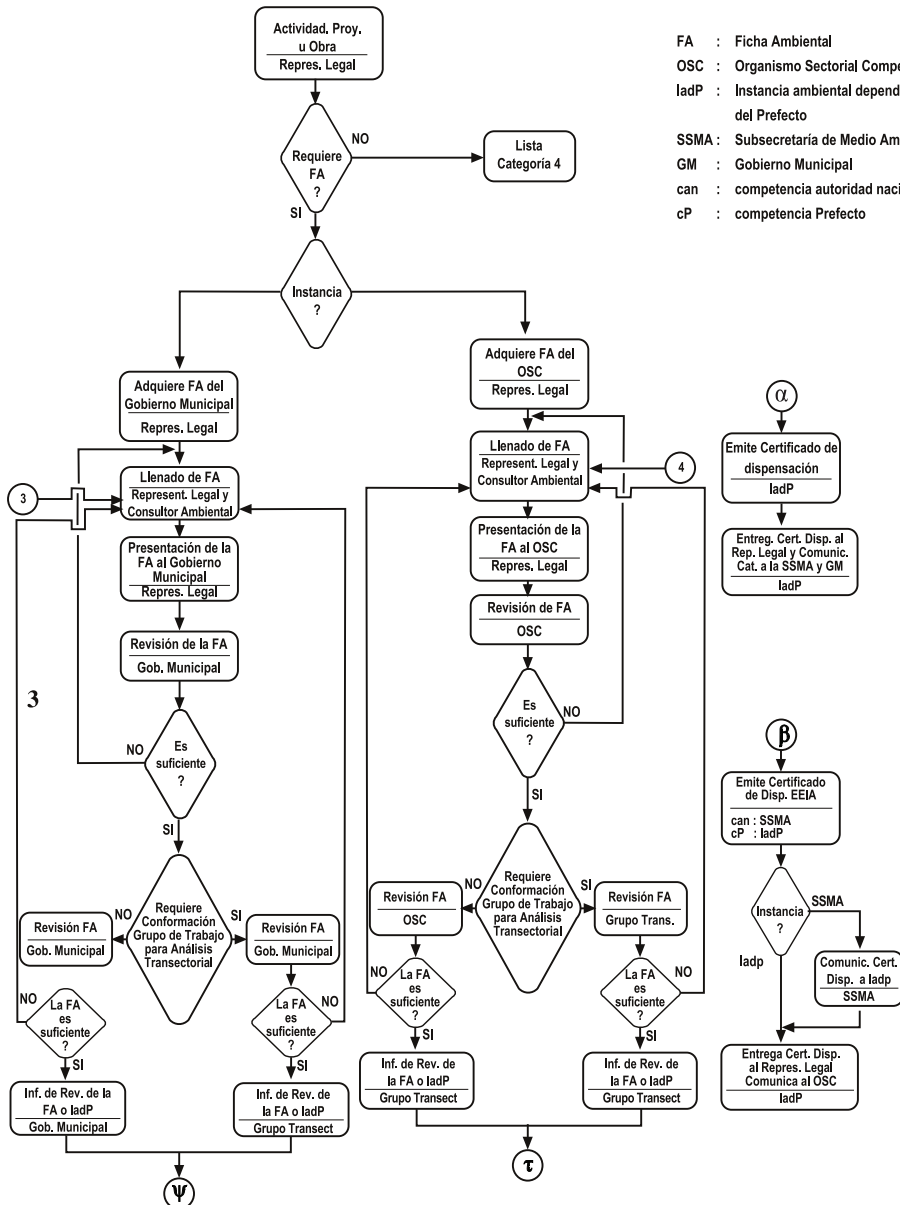 Actividad. Proy.
u Obra
Repres. Legal
FA : Ficha Ambiental
OSC : Organismo Sectorial
IadP : Instancia ambiental
del Prefecto
SSMA : Subsecretaría de Medio
GM : Gobierno Municipal
can : competencia autoridad
cP : competencia Prefecto
Requiere
FA
?
NO
SI
Lista
Categoría 4
Instancia
?
Adquiere FA del
Gobierno Municipal
Repres. Legal
3
Llenado de FA
Represent. Legal y
Consultor Ambiental
Presentación de la
FA al Gobierno
Municipal
Repres. Legal
Revisión de la FA
Gob. Municipal
3
NO
Es
suficiente
?
SI
Requiere
Conformación
Grupo de Trabajo
para Análisis
Transectorial
NO
SI
Revisión FA
Gob. Municipal
Revisión FA
Gob. Municipal
NO
La FA
es
suficiente
?
SI
La FA
es
suficiente
?
NO
SI
Inf. de Rev. de la
FA o IadP
Gob. Municipal
Inf. de Rev. de
la FA o IadP
Grupo Transect
Ψ
Adquiere FA del
OSC
Repres. Legal
Llenado de FA
Represent. Legal y
Consultor Ambiental
4
Presentación de la
FA al OSC
Repres. Legal
Revisión de FA
OSC
Es
suficiente
?
NO
SI
Requiere
Conformación
Grupo de Trabajo
para Análisis
Transectorial
NO
SI
Revisión FA
OSC
Revisión FA
Grupo Trans.
NO
La FA
es
suficiente
?
SI
La FA
es
suficiente
?
NO
SI
Inf. de Rev. de
la FA o IadP
Grupo Transect
Inf. de Rev. de
la FA o IadP
Grupo Transect
τ
α
Emite Certificado de
dispensación
IadP
Entreg. Cert. Disp. al
Rep. Legal y Comunic.
Cat. a la SSMA y GM
IadP
β
Emite Certificado
de Disp. EEIA
can : SSMA
cP : IadP
Instancia
?
SSMA
Iadp
Comunic. Cert.
Disp. a Iadp
SSMA
Entrega Cert. Disp.
al Repres. Legal
Comunica al OSC
IadP